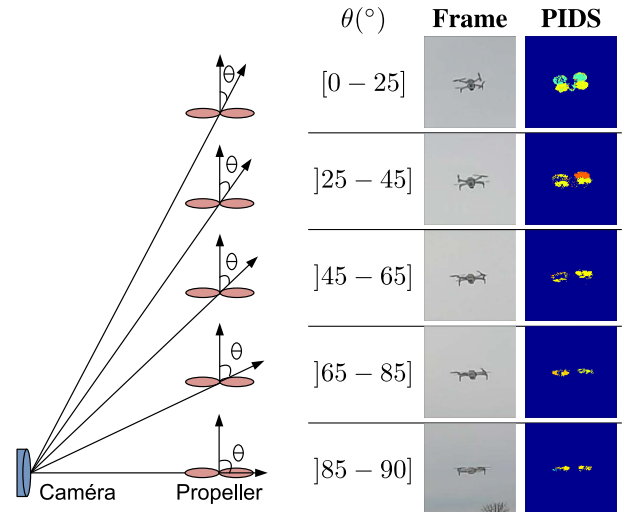 θ(°) Frame PIDS
[0 − 25]
]25 − 45]
]45 − 65]
]65 − 85]
]85 − 90]
θ
θ
θ
θ
θ
Caméra Propeller